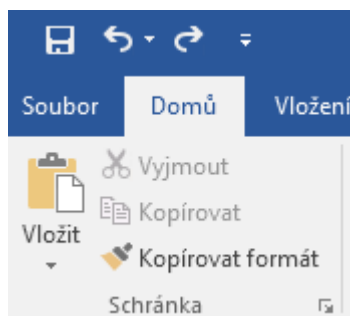 Soubor Domů Vložení
Vyjmout
Kopírovat
Vložit
Kopírovat formát
Schránka